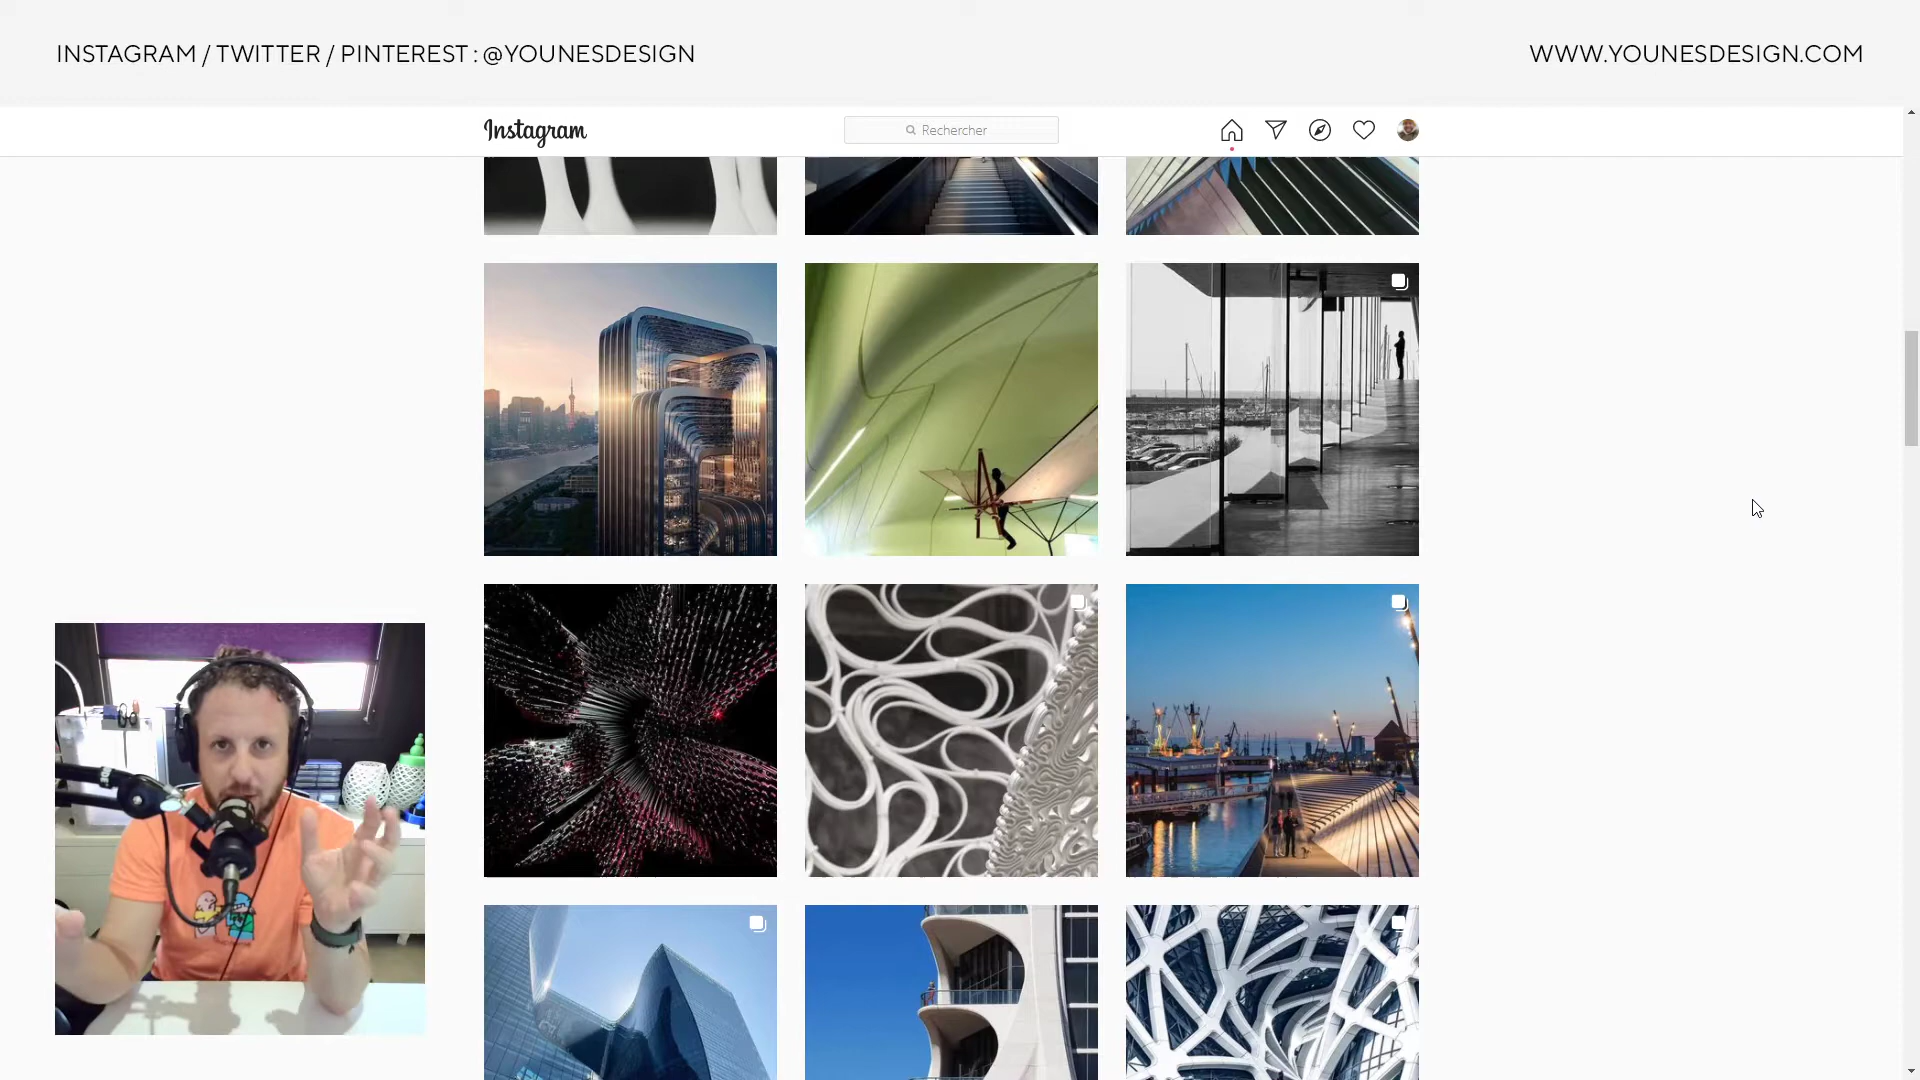 INSTAGRAM / TWITTER / PINTEREST : @YOUNESDESIGN
WWW.YOUNESDESIGN.COM
Instagram
Rechercher